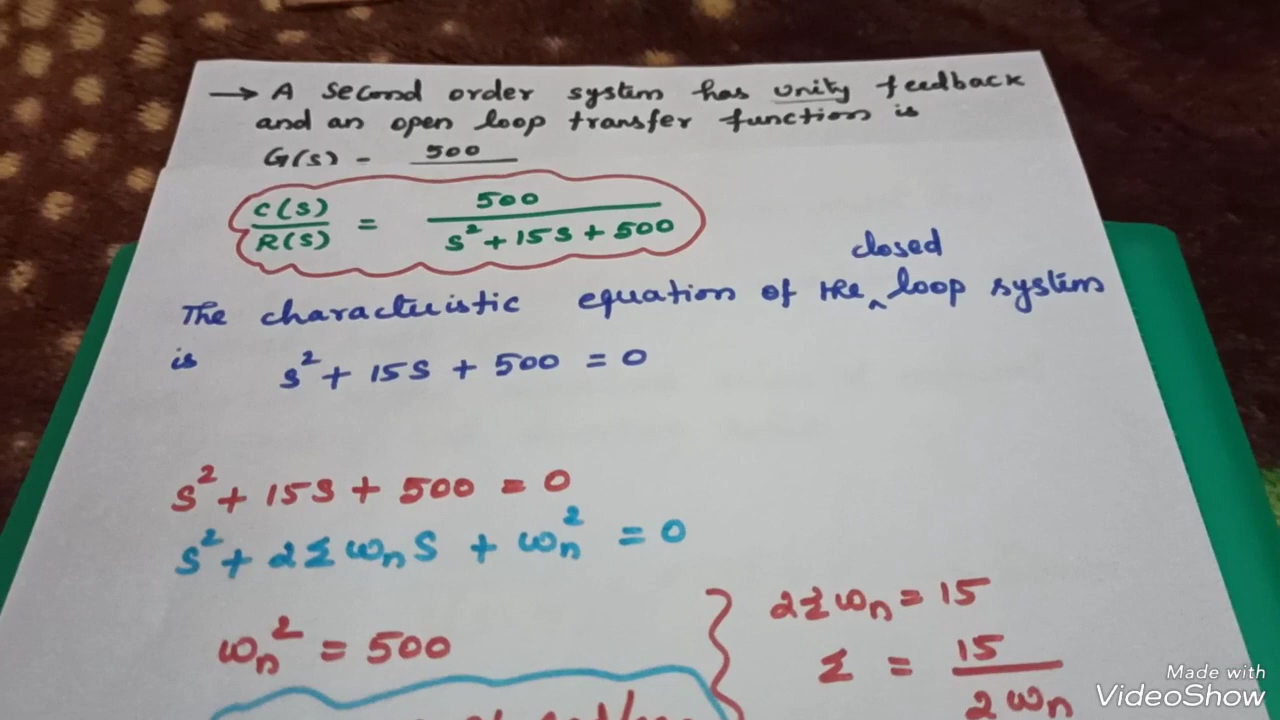 → A second order system has unity feedback
and an open loop transfer function is
G(s) = 500
C(s) / R(s) = 500 / s² + 15s + 500
The characteristic equation of the ^ closed loop system
is s² + 15s + 500 = 0
s² + 15s + 500 = 0
s² + 2ξωₙs + ωₙ² = 0
ωₙ² = 500
2ξωₙ = 15
ξ = 15 / 2ωₙ
Made with
VideoShow